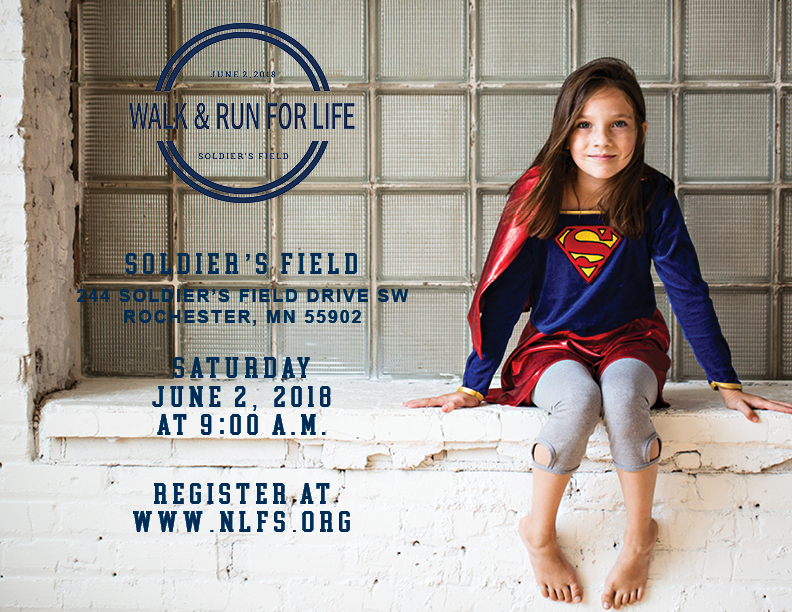 JUNE 2, 2018
WALK & RUN FOR LIFE
SOLDIER'S FIELD
SOLDIER'S FIELD
244 SOLDIER'S FIELD DRIVE SW
ROCHESTER, MN 55902
SATURDAY
JUNE 2, 2018
AT 9:00 A.M.
REGISTER AT
WWW.NLFS.ORG
S